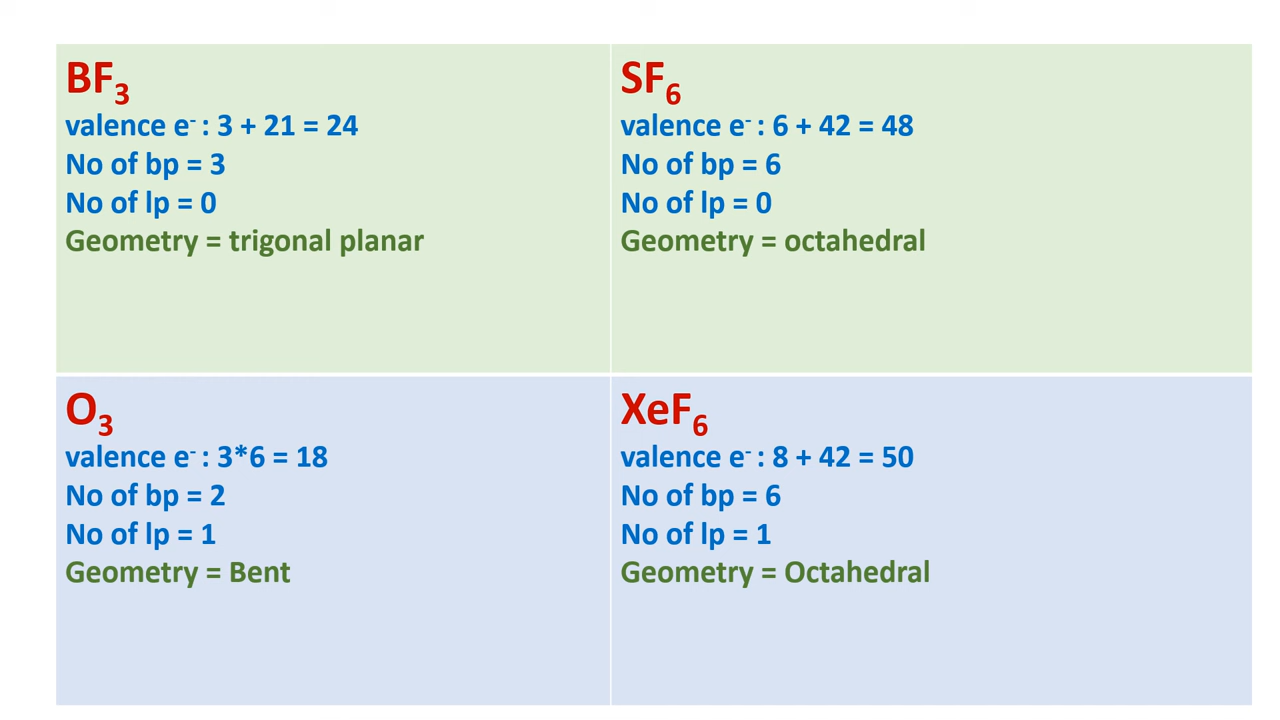 BF₃
valence e⁻ : 3 + 21 = 24
No of bp = 3
No of lp = 0
Geometry = trigonal planar
SF₆
valence e⁻ : 6 + 42 = 48
No of bp = 6
No of lp = 0
Geometry = octahedral
O₃
valence e⁻ : 3*6 = 18
No of bp = 2
No of lp = 1
Geometry = Bent
XeF₆
valence e⁻ : 8 + 42 = 50
No of bp = 6
No of lp = 1
Geometry = Octahedral